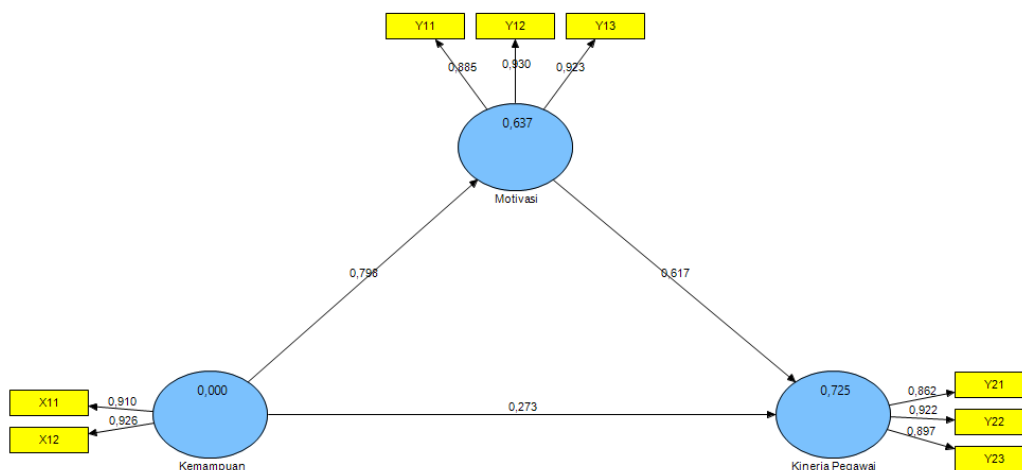 Y11
Y12
Y13
0,885
0,930
0,923
0,637
Motivasi
0,798
0,617
X11
X12
0,910
0,926
0,000
Kemampuan
0,273
0,725
Kinerja Pegawai
0,862
0,922
0,897
Y21
Y22
Y23